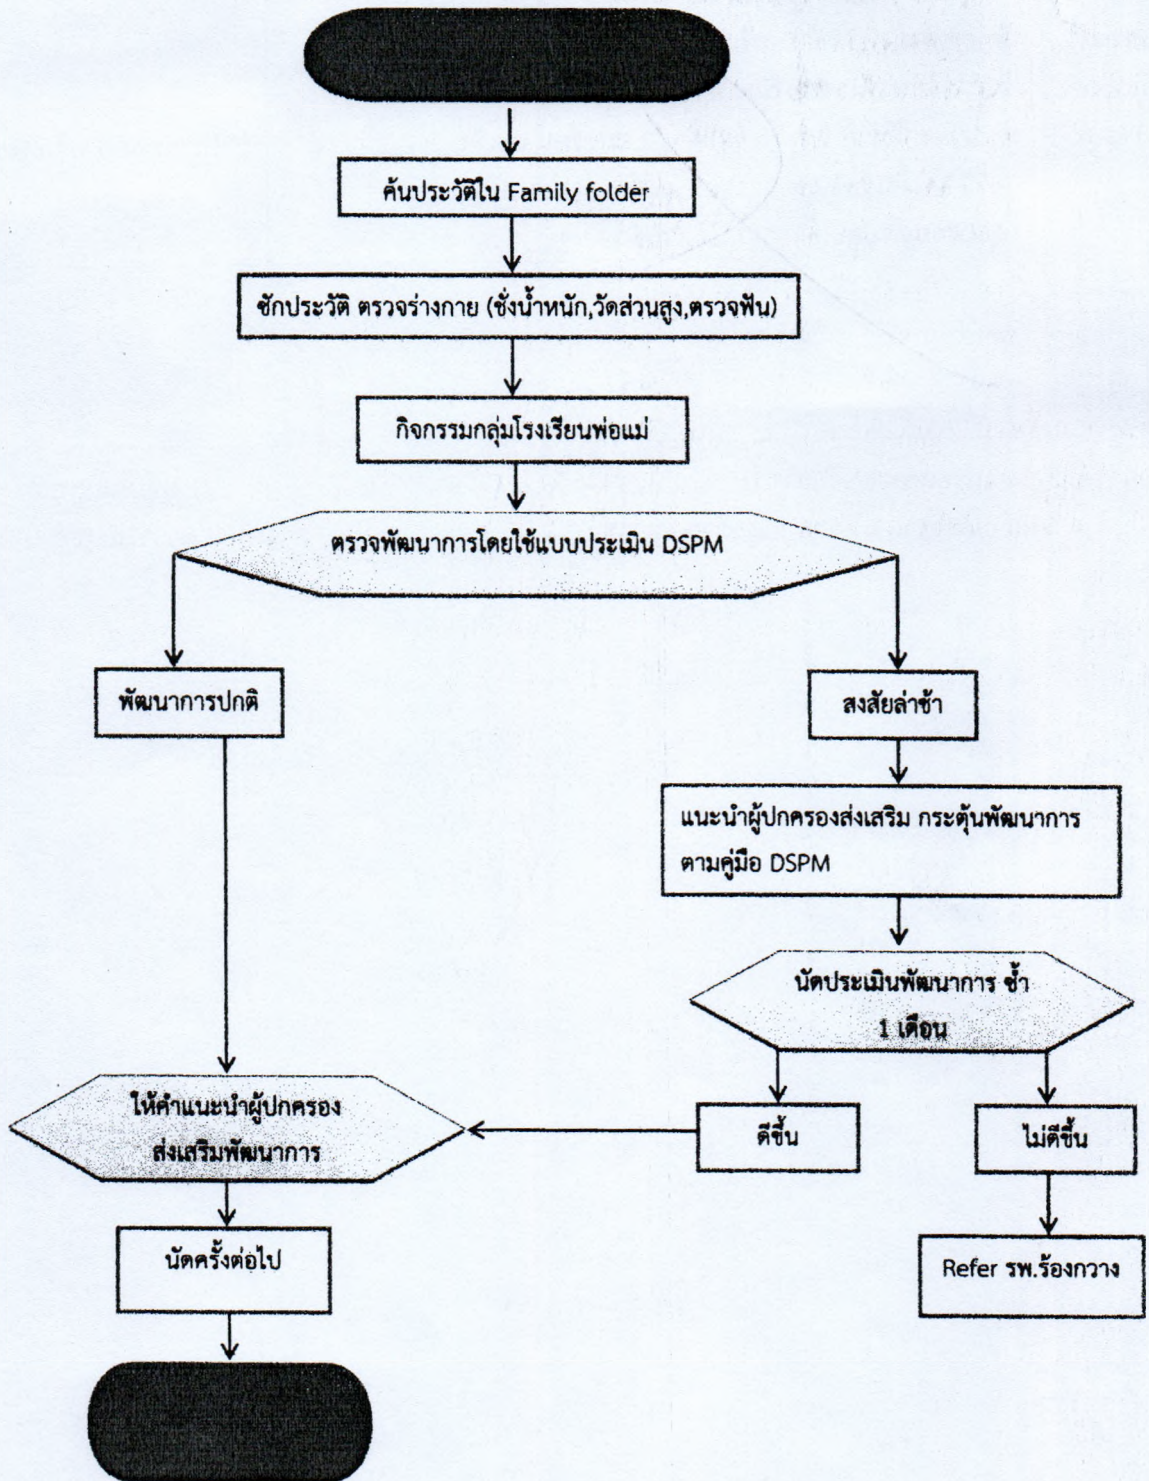 ค้นประวัติใน Family folder
ซักประวัติ ตรวจร่างกาย (ชั่งน้ำหนัก,วัดส่วนสูง,ตรวจฟัน)
กิจกรรมกลุ่มโรงเรียนพ่อแม่
ตรวจพัฒนาการโดยใช้แบบประเมิน DSPM
พัฒนาการปกติ
สงสัยล่าช้า
แนะนำผู้ปกครองส่งเสริม กระตุ้นพัฒนาการ
ตามคู่มือ DSPM
นัดประเมินพัฒนาการ ซ้ำ
1 เดือน
ให้คำแนะนำผู้ปกครอง
ส่งเสริมพัฒนาการ
ดีขึ้น
ไม่ดีขึ้น
นัดครั้งต่อไป
Refer รพ.ร้องกวาง